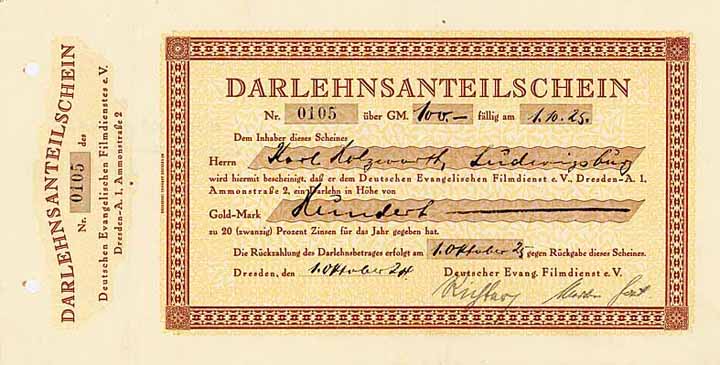 DARLEHNSANTEILSCHEIN
Nr. 0105 des
Deutschen Evangelischen Filmdienstes e.V.
Dresden-A. 1, Ammonstraße 2
DARLEHNSANTEILSCHEIN
Nr. 0105 über GM. 100.- fällig am 1.10.25.
Dem Inhaber dieses Scheines
Herrn Karl Holzwarth, Ludwigsburg
wird hiermit bescheinigt, daß er dem Deutschen Evangelischen Filmdienst e.V., Dresden-A. 1
Ammonstraße 2, ein Darlehn in Höhe von
Gold-Mark Hundert
zu 20 (zwanzig) Prozent Zinsen für das Jahr gegeben hat.
Die Rückzahlung des Darlehnsbetrages erfolgt am 1. Oktober 25 gegen Rückgabe dieses Scheines.
Dresden, den 1. Oktober 24. Deutscher Evang. Filmdienst e.V.
Richter